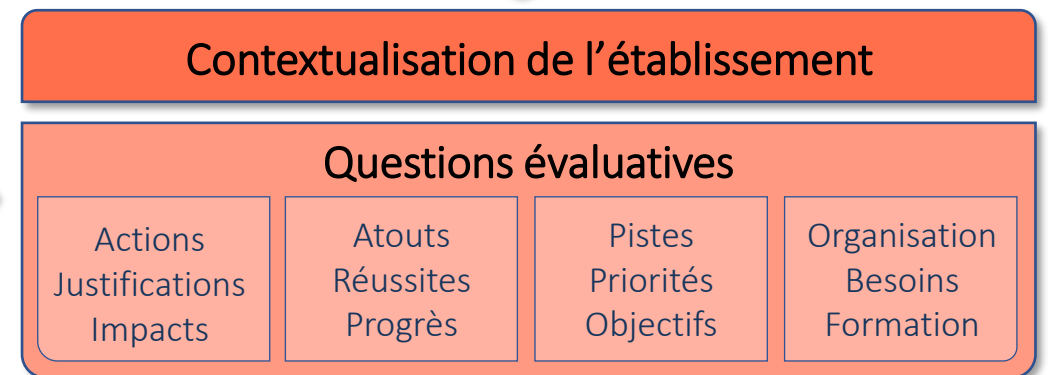 Contextualisation de l’établissement
Questions évaluatives
Actions
Justifications
Impacts
Atouts
Réussites
Progrès
Pistes
Priorités
Objectifs
Organisation
Besoins
Formation